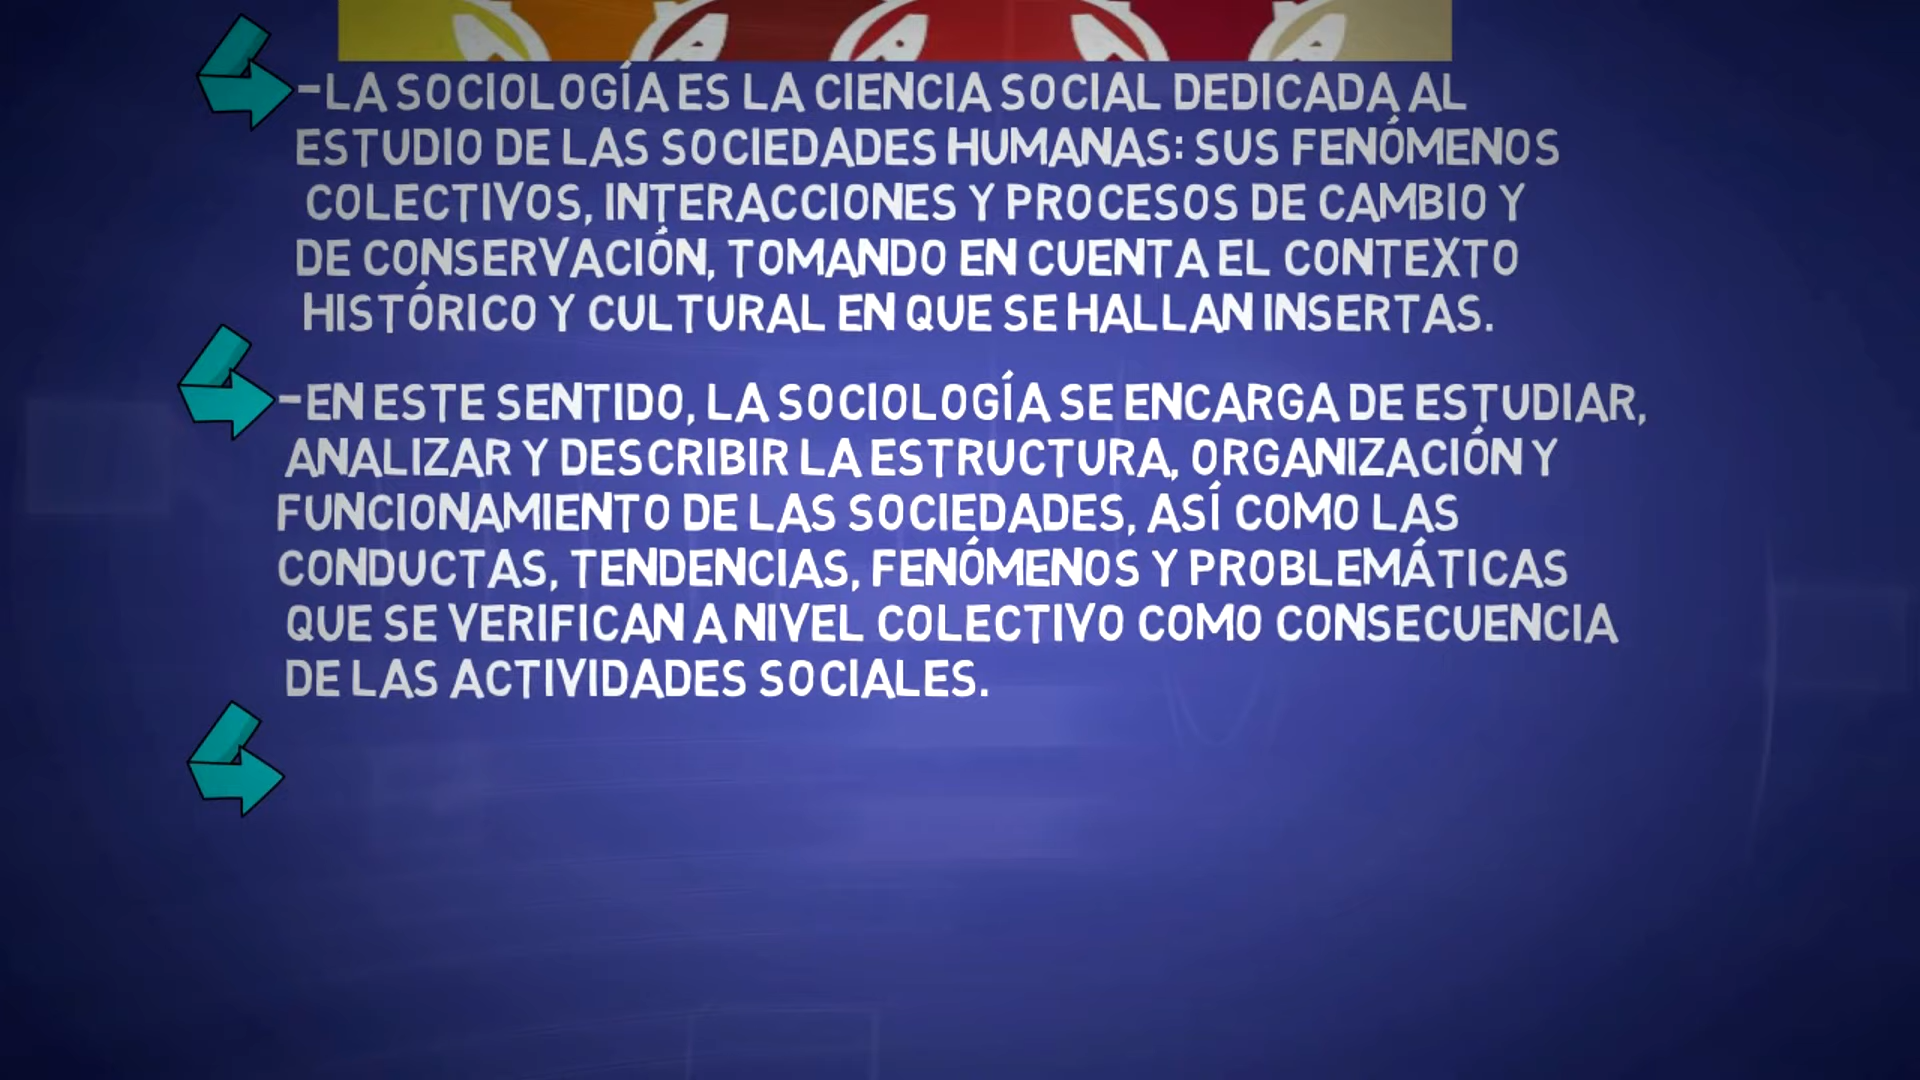 -LA SOCIOLOGÍA ES LA CIENCIA SOCIAL DEDICADA AL
ESTUDIO DE LAS SOCIEDADES HUMANAS: SUS FENÓMENOS
COLECTIVOS, INTERACCIONES Y PROCESOS DE CAMBIO Y
DE CONSERVACIÓN, TOMANDO EN CUENTA EL CONTEXTO
HISTÓRICO Y CULTURAL EN QUE SE HALLAN INSERTAS.
-EN ESTE SENTIDO, LA SOCIOLOGÍA SE ENCARGA DE ESTUDIAR,
ANALIZAR Y DESCRIBIR LA ESTRUCTURA, ORGANIZACIÓN Y
FUNCIONAMIENTO DE LAS SOCIEDADES, ASÍ COMO LAS
CONDUCTAS, TENDENCIAS, FENÓMENOS Y PROBLEMÁTICAS
QUE SE VERIFICAN A NIVEL COLECTIVO COMO CONSECUENCIA
DE LAS ACTIVIDADES SOCIALES.